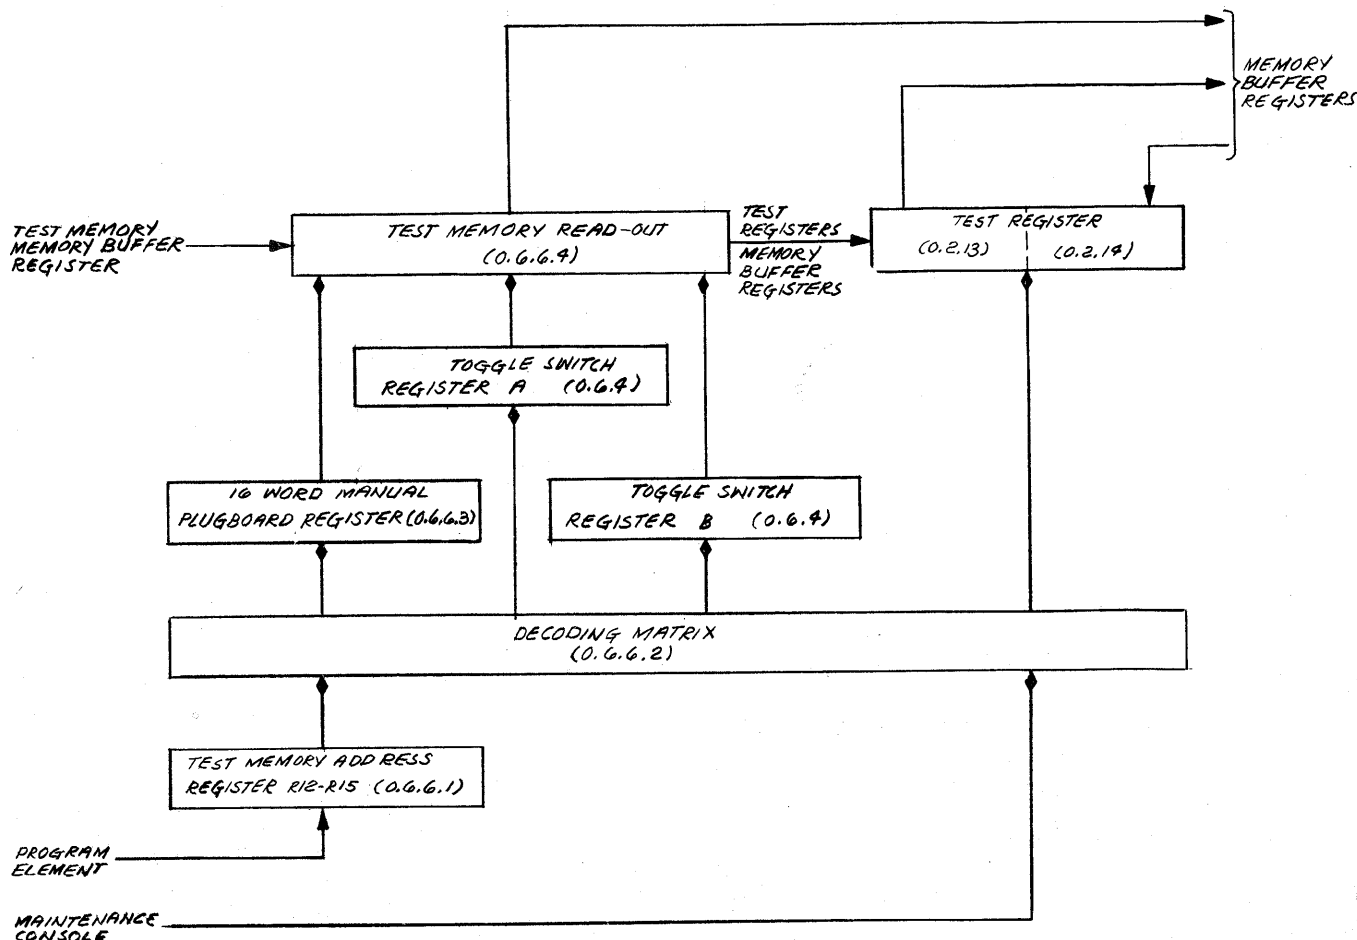 MEMORY
BUFFER
REGISTERS
TEST MEMORY
MEMORY BUFFER
REGISTER
TEST MEMORY READ-OUT
(0.6.6.4)
TEST
REGISTERS
MEMORY
BUFFER
REGISTERS
TEST REGISTER
(0.2.13) (0.2.14)
TOGGLE SWITCH
REGISTER A (0.6.4)
16 WORD MANUAL
PLUGBOARD REGISTER (0.6.6.3)
TOGGLE SWITCH
REGISTER B (0.6.4)
DECODING MATRIX
(0.6.6.2)
TEST MEMORY ADDRESS
REGISTER R12-R15 (0.6.6.1)
PROGRAM
ELEMENT
MAINTENANCE
CONSOLE